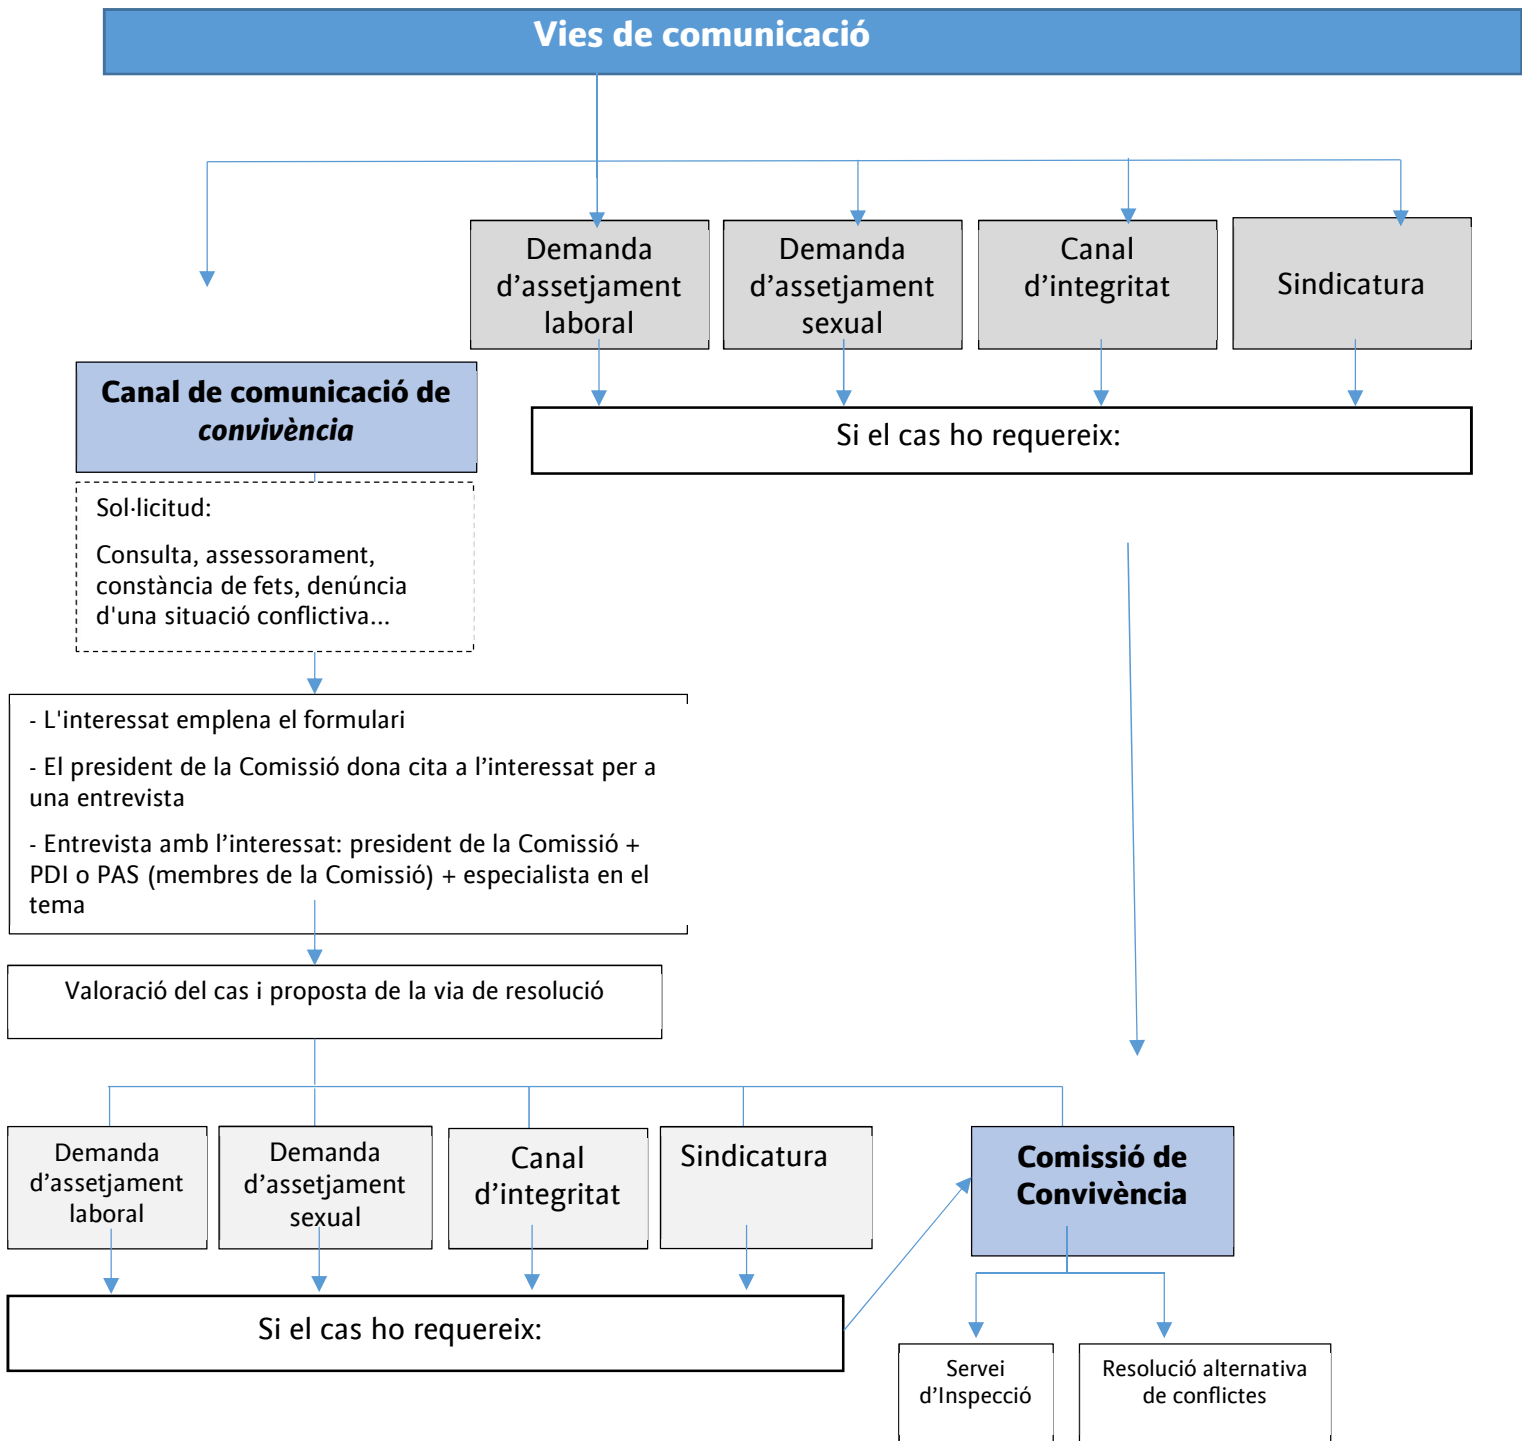 Vies de comunicació
Demanda
d’assetjament
laboral
Demanda
d’assetjament
sexual
Canal
d’integritat
Sindicatura
Si el cas ho requereix:
Canal de comunicació de
convivència
Sol·licitud:
Consulta, assessorament,
constància de fets, denúncia
d'una situació conflictiva...
- L'interessat emplena el formulari
- El president de la Comissió dona cita a l’interessat per a
una entrevista
- Entrevista amb l’interessat: president de la Comissió +
PDI o PAS (membres de la Comissió) + especialista en el
tema
Valoració del cas i proposta de la via de resolució
Demanda
d’assetjament
laboral
Demanda
d’assetjament
sexual
Canal
d’integritat
Sindicatura
Comissió de
Convivència
Si el cas ho requereix:
Servei
d’Inspecció
Resolució alternativa
de conflictes